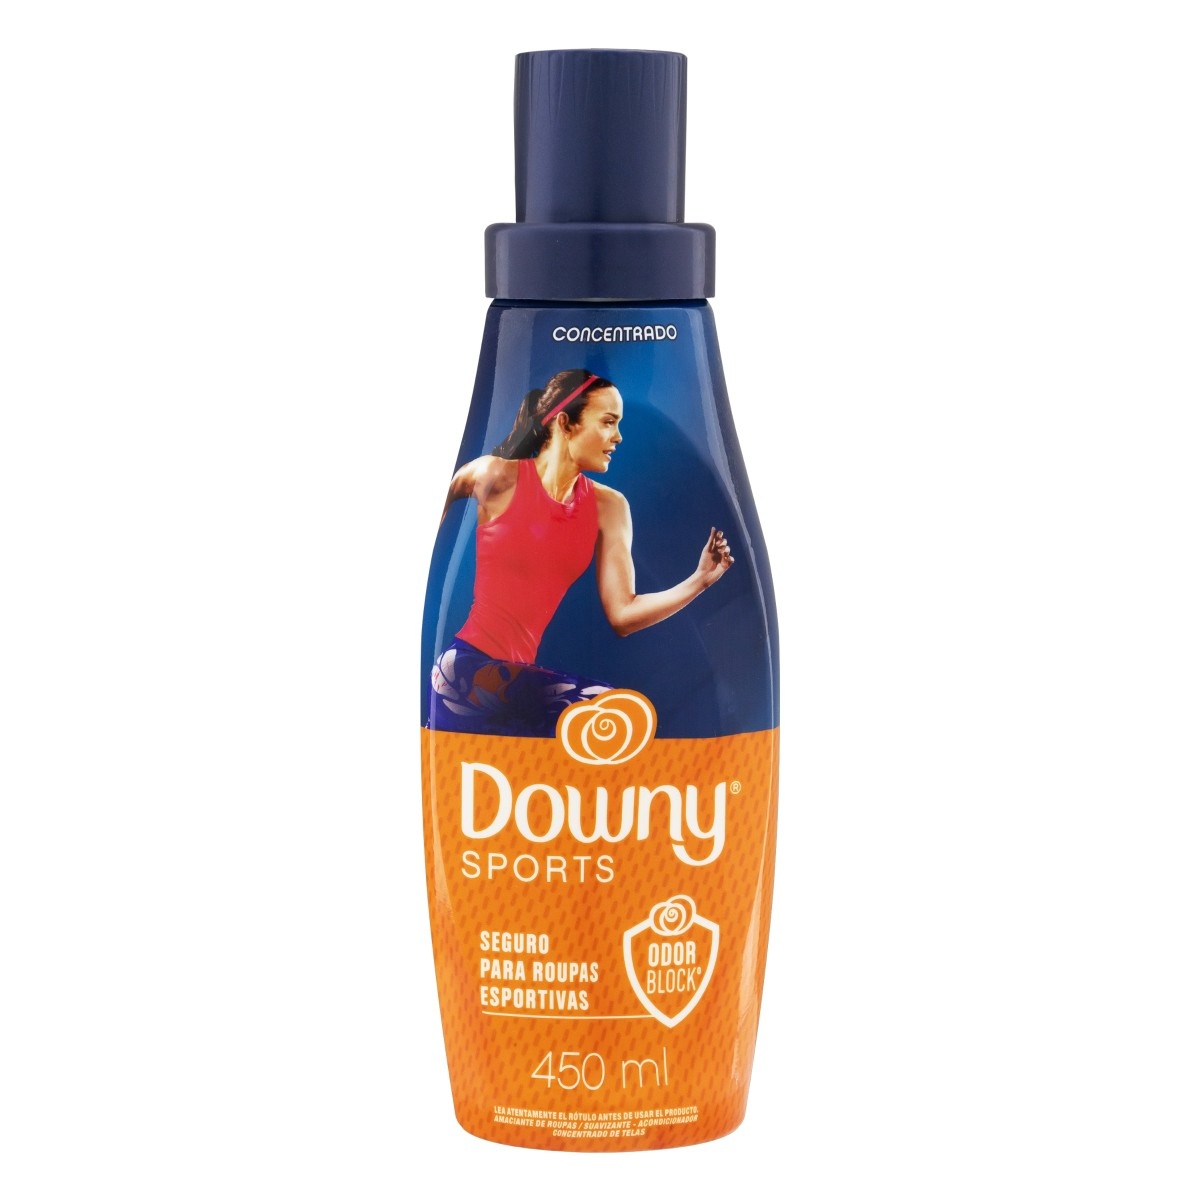 CONCENTRADO
Downy®
SPORTS
SEGURO
PARA ROUPAS
ESPORTIVAS
ODOR
BLOCK®
450 ml
LEA ATENTAMENTE EL RÓTULO ANTES DE USAR EL PRODUCTO.
AMACIANTE DE ROUPAS / SUAVIZANTE - ACONDICIONADOR
CONCENTRADO DE TELAS